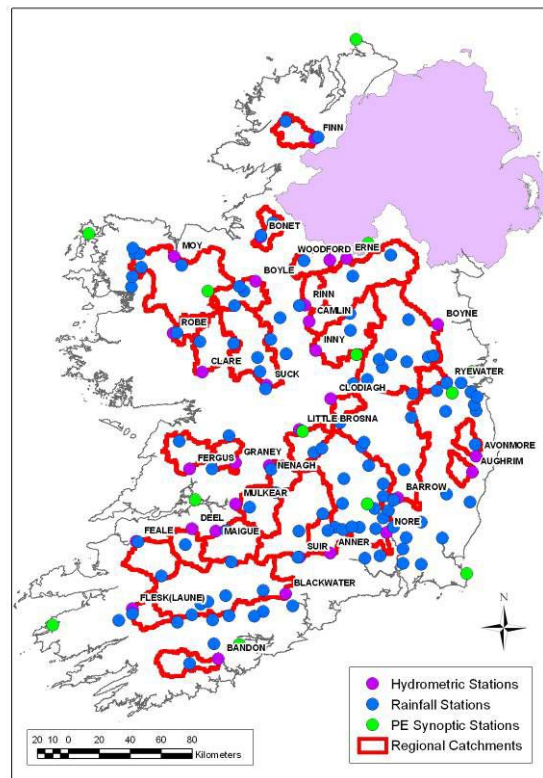 FINN
BONET
WOODFORD ERNE
MOY
BOYLE
RINN
CAMLIN
BOYNE
ROBE
INNY
CLARE
RYEWATER
SUCK
CLODIAGH
LITTLE BROSNA
AVONMORE
GRANEY
FERGUS
NENAGH
AUGHRIM
MULKEAR
BARROW
DEEL
FEALE
MAIGUE
NORE
ANNER
SUIR
BLACKWATER
FLESK(LAUNE)
BANDON
N
Hydrometric Stations
Rainfall Stations
PE Synoptic Stations
Regional Catchments
20 10 0 20 40 60 80
Kilometers